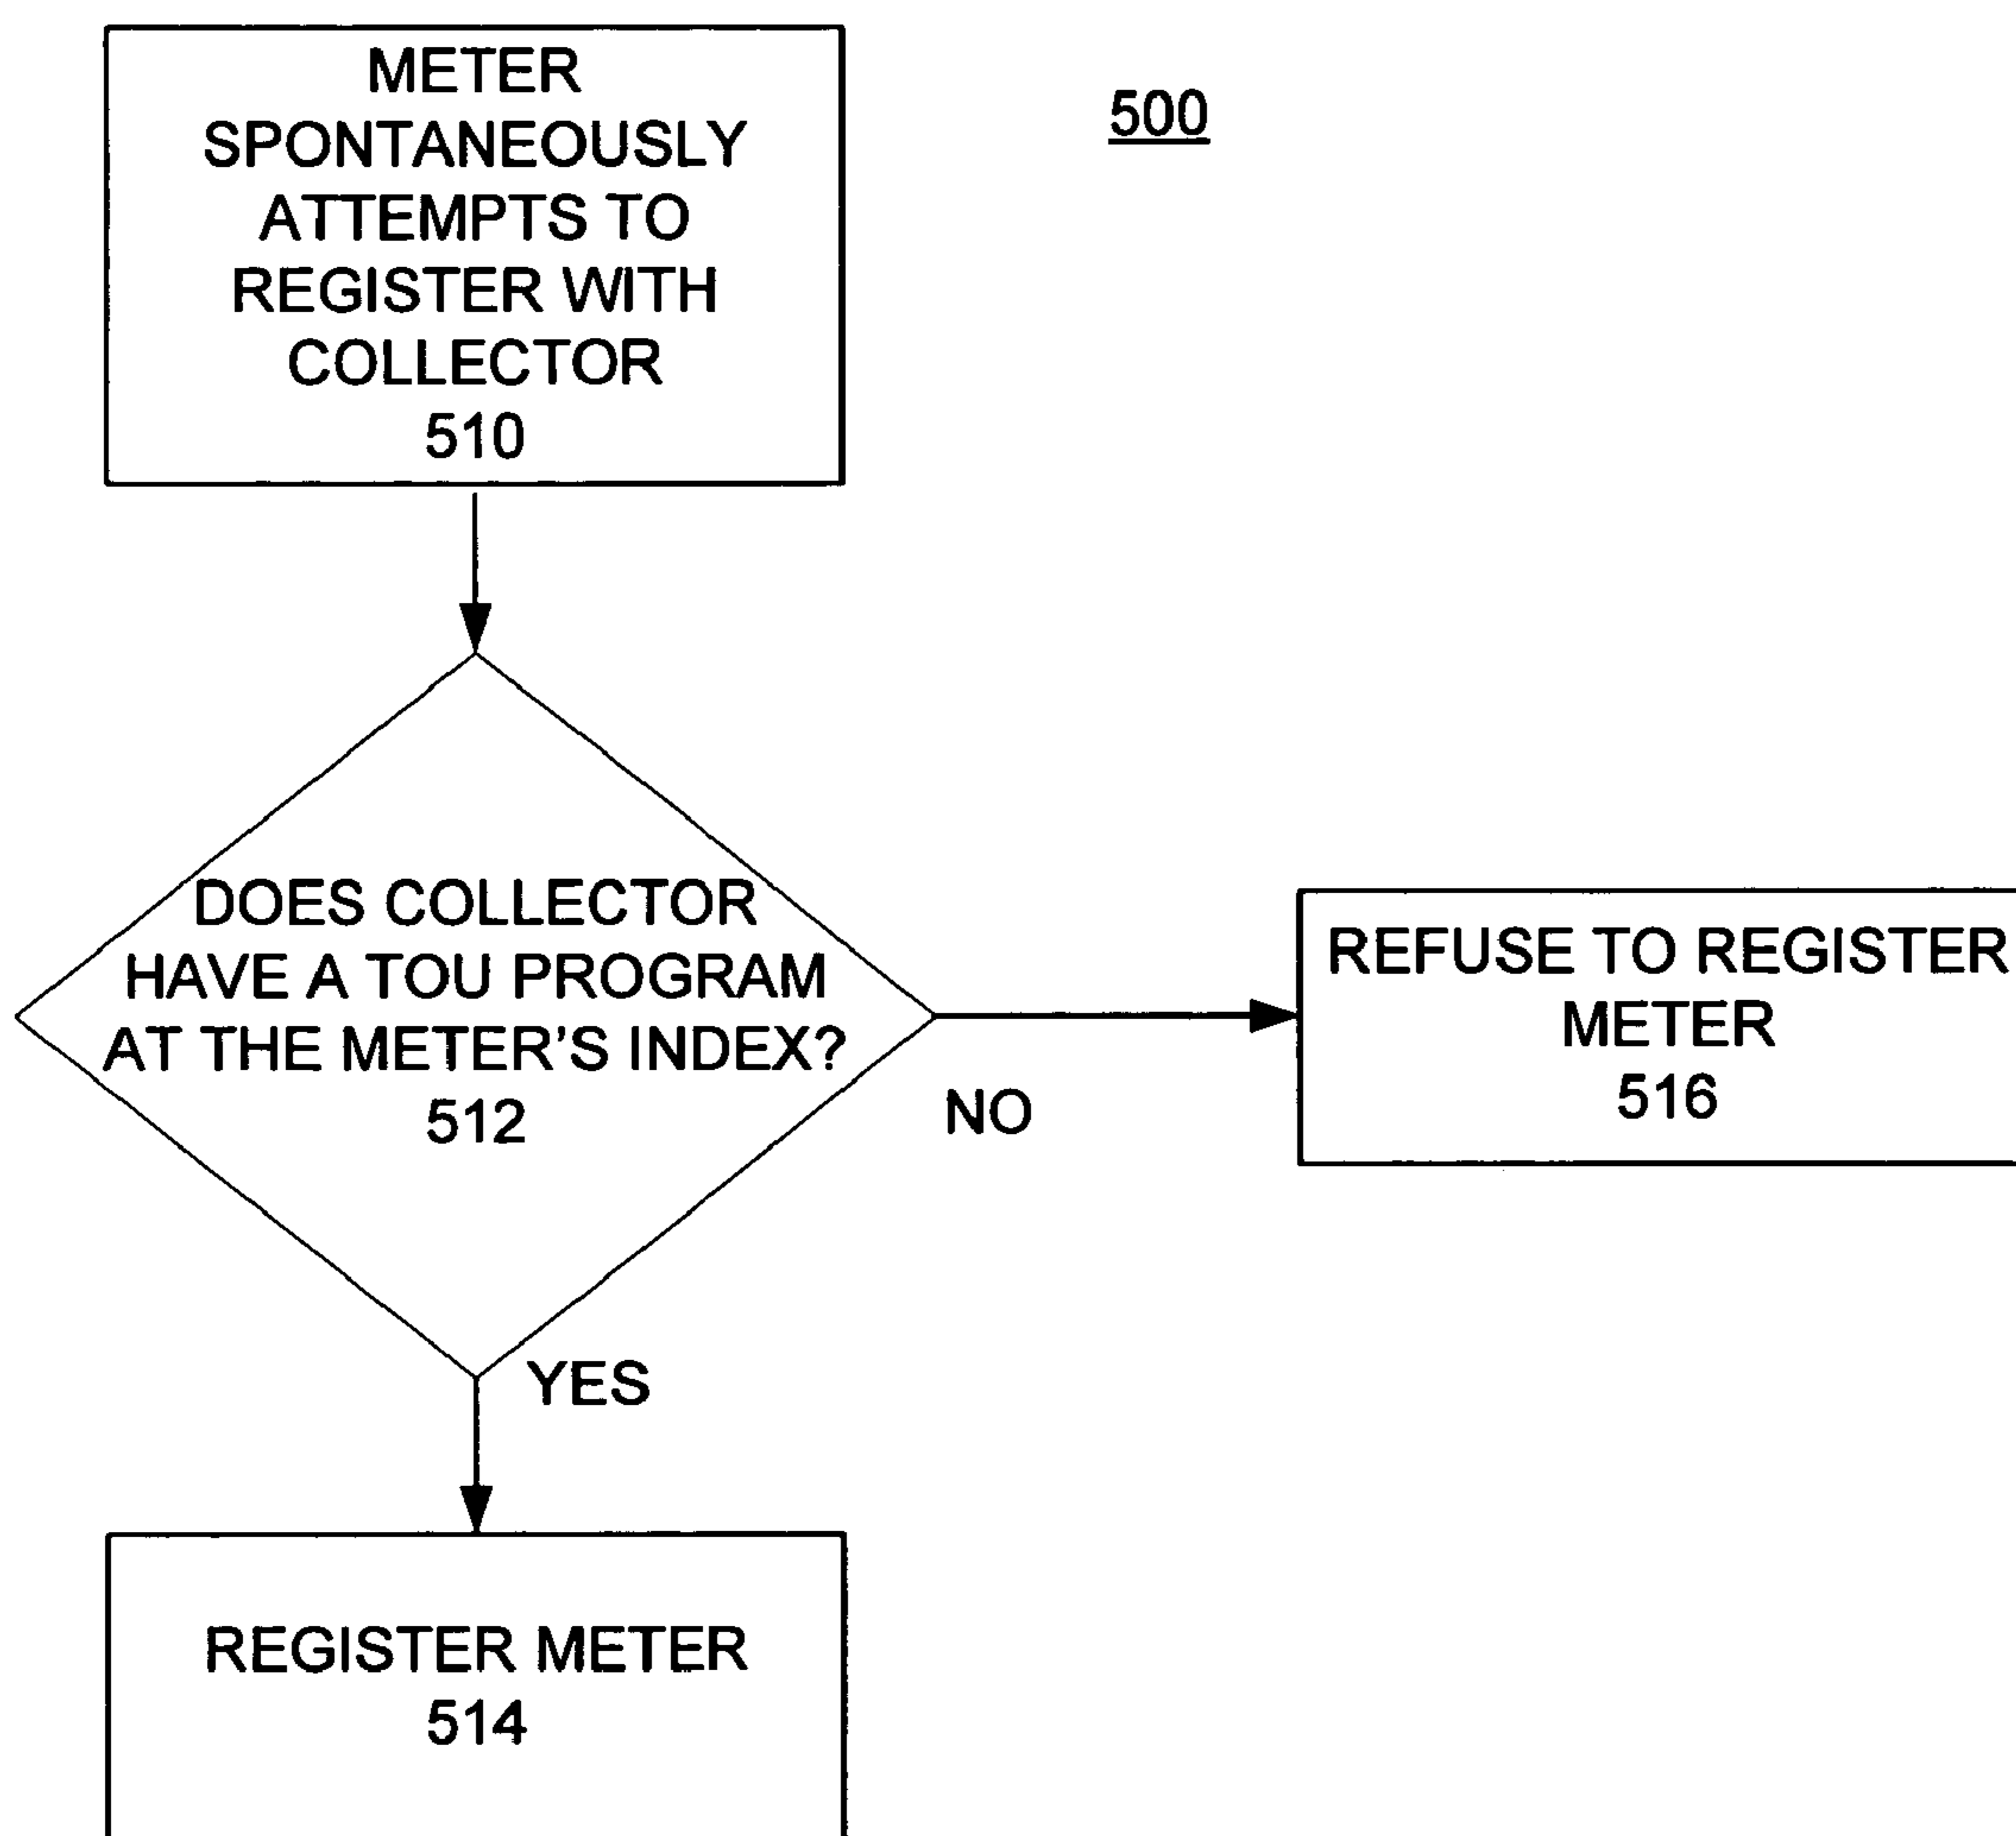 METER
SPONTANEOUSLY
ATTEMPTS TO
REGISTER WITH
COLLECTOR
510
500
DOES COLLECTOR
HAVE A TOU PROGRAM
AT THE METER'S INDEX?
512
NO
REFUSE TO REGISTER
METER
516
YES
REGISTER METER
514